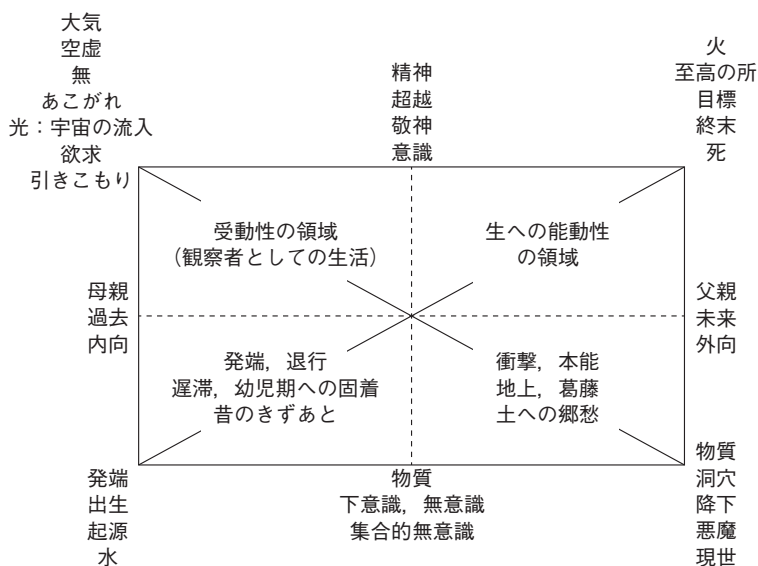 大気
空虚
無
あこがれ
光：宇宙の流入
欲求
引きこもり
精神
超越
敬神
意識
火
至高の所
目標
終末
死
受動性の領域
（観察者としての生活）
生への能動性
の領域
母親
過去
内向
父親
未来
外向
発端，退行
遅滞，幼児期への固着
昔のきずあと
衝撃，本能
地上，葛藤
土への郷愁
発端
出生
起源
水
物質
下意識，無意識
集合的無意識
物質
洞穴
降下
悪魔
現世